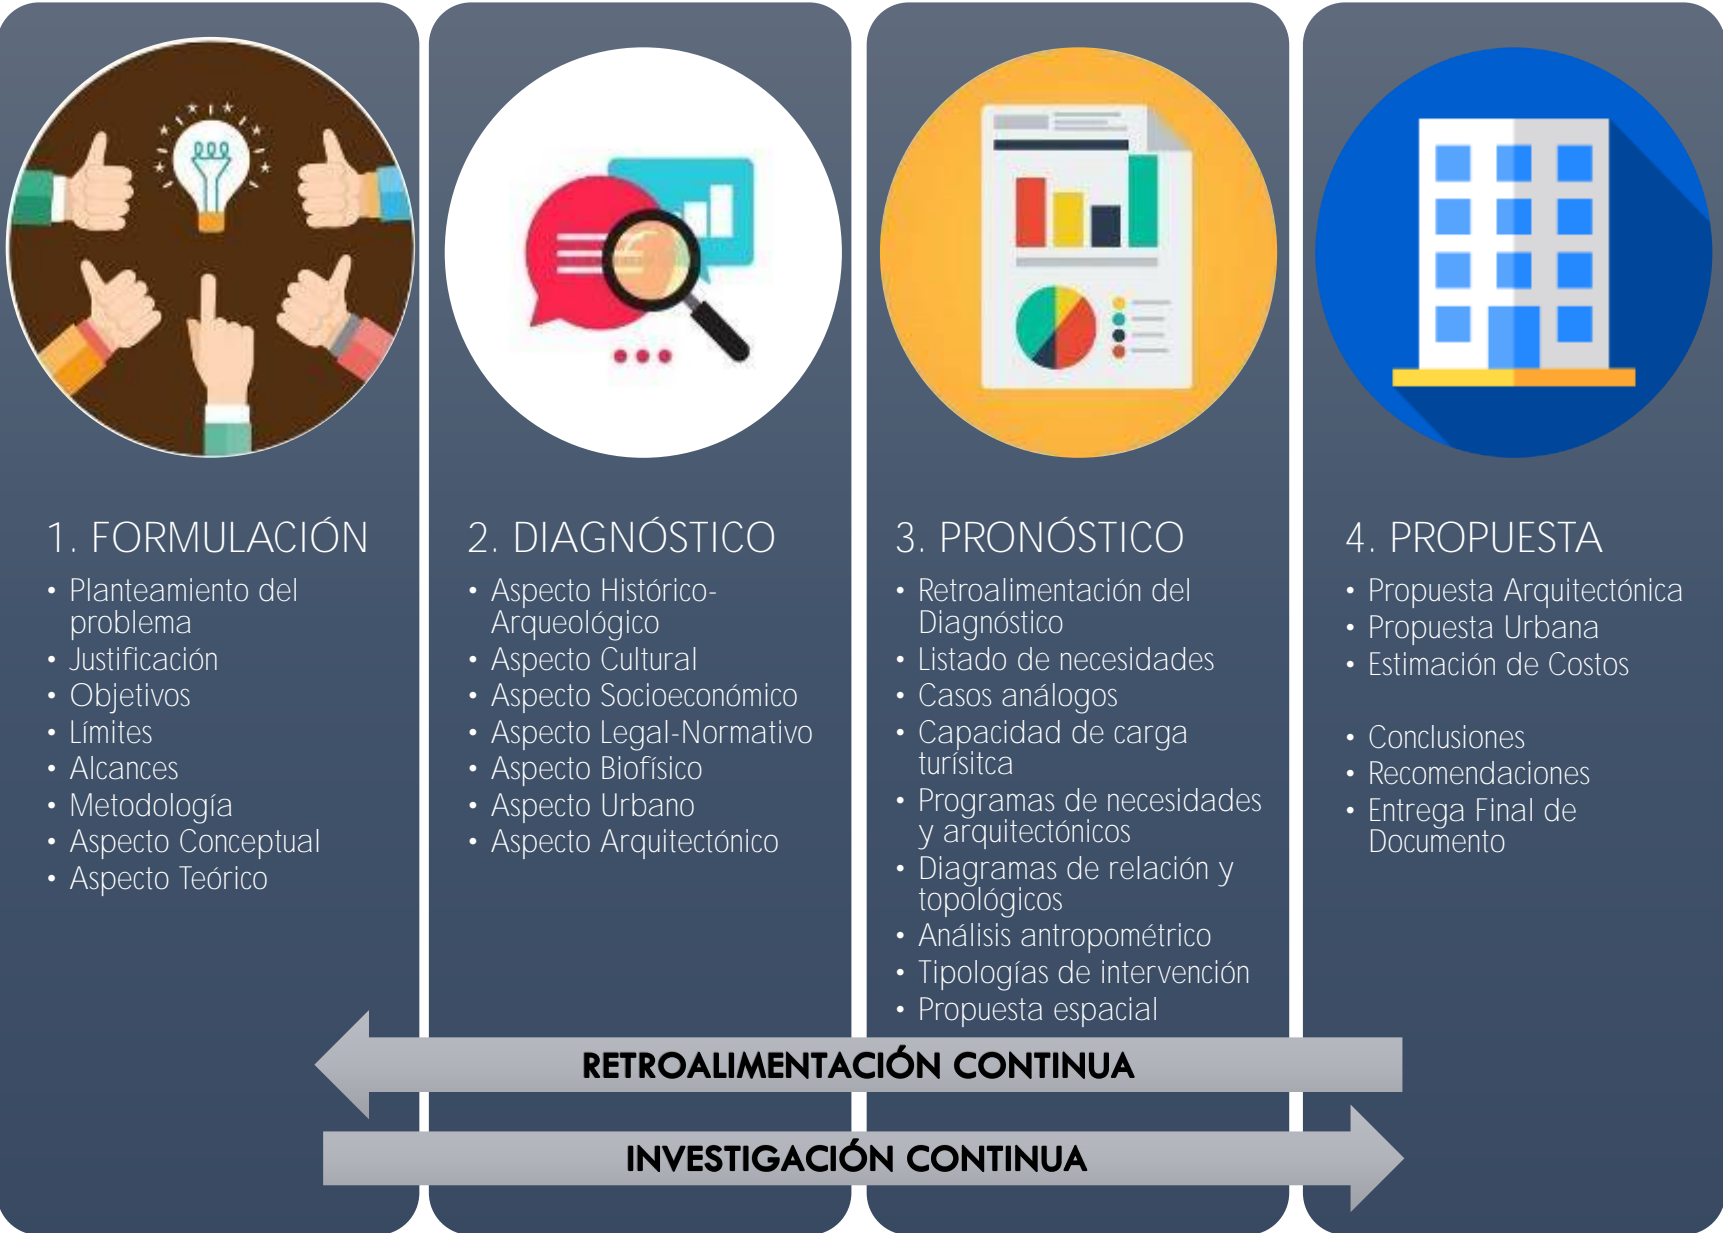 1. FORMULACIÓN
• Planteamiento del
problema
• Justificación
• Objetivos
• Límites
• Alcances
• Metodología
• Aspecto Conceptual
• Aspecto Teórico
2. DIAGNÓSTICO
• Aspecto Histórico-
Arqueológico
• Aspecto Cultural
• Aspecto Socioeconómico
• Aspecto Legal-Normativo
• Aspecto Biofísico
• Aspecto Urbano
• Aspecto Arquitectónico
3. PRONÓSTICO
• Retroalimentación del
Diagnóstico
• Listado de necesidades
• Casos análogos
• Capacidad de carga
turísitca
• Programas de necesidades
y arquitectónicos
• Diagramas de relación y
topológicos
• Análisis antropométrico
• Tipologías de intervención
• Propuesta espacial
4. PROPUESTA
• Propuesta Arquitectónica
• Propuesta Urbana
• Estimación de Costos
• Conclusiones
• Recomendaciones
• Entrega Final de
Documento
RETROALIMENTACIÓN CONTINUA
INVESTIGACIÓN CONTINUA